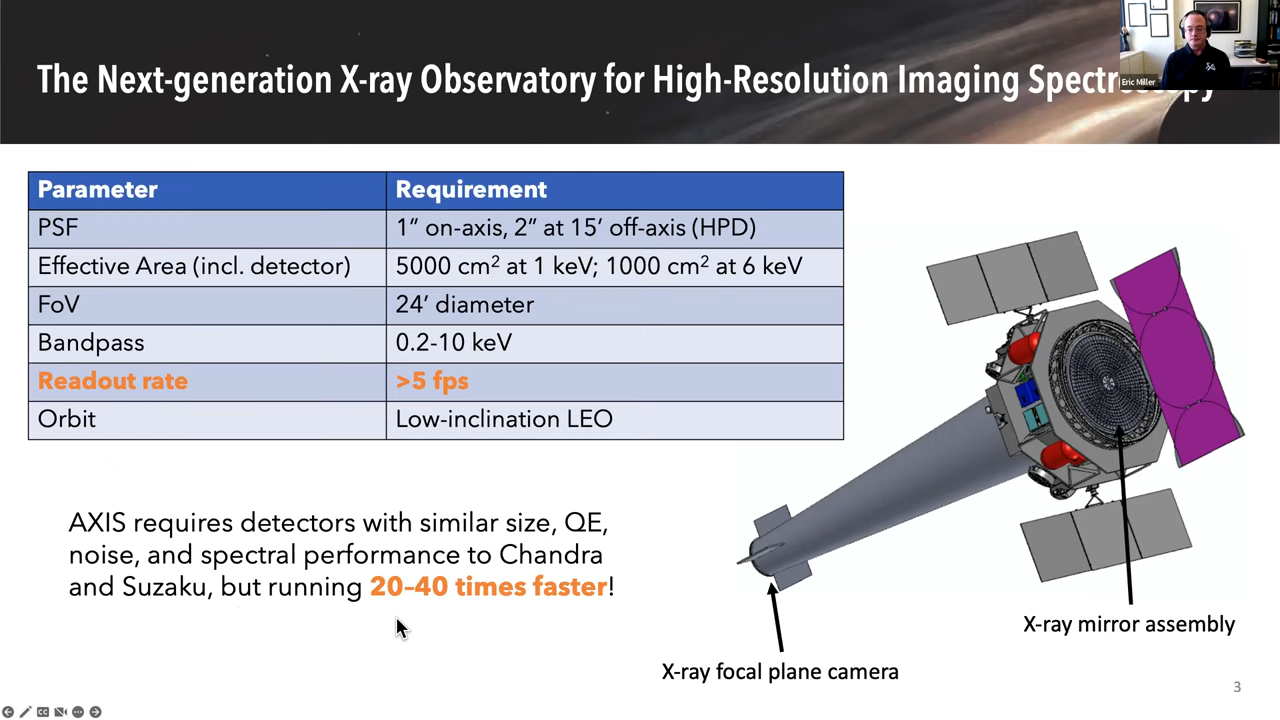 The Next-generation X-ray Observatory for High-Resolution Imaging Spectroscopy
Eric Miller
Parameter Requirement
PSF 1” on-axis, 2” at 15’ off-axis (HPD)
Effective Area (incl. detector) 5000 cm² at 1 keV; 1000 cm² at 6 keV
FoV 24’ diameter
Bandpass 0.2-10 keV
Readout rate >5 fps
Orbit Low-inclination LEO
AXIS requires detectors with similar size, QE,
noise, and spectral performance to Chandra
and Suzaku, but running 20–40 times faster!
X-ray mirror assembly
X-ray focal plane camera
3
CC